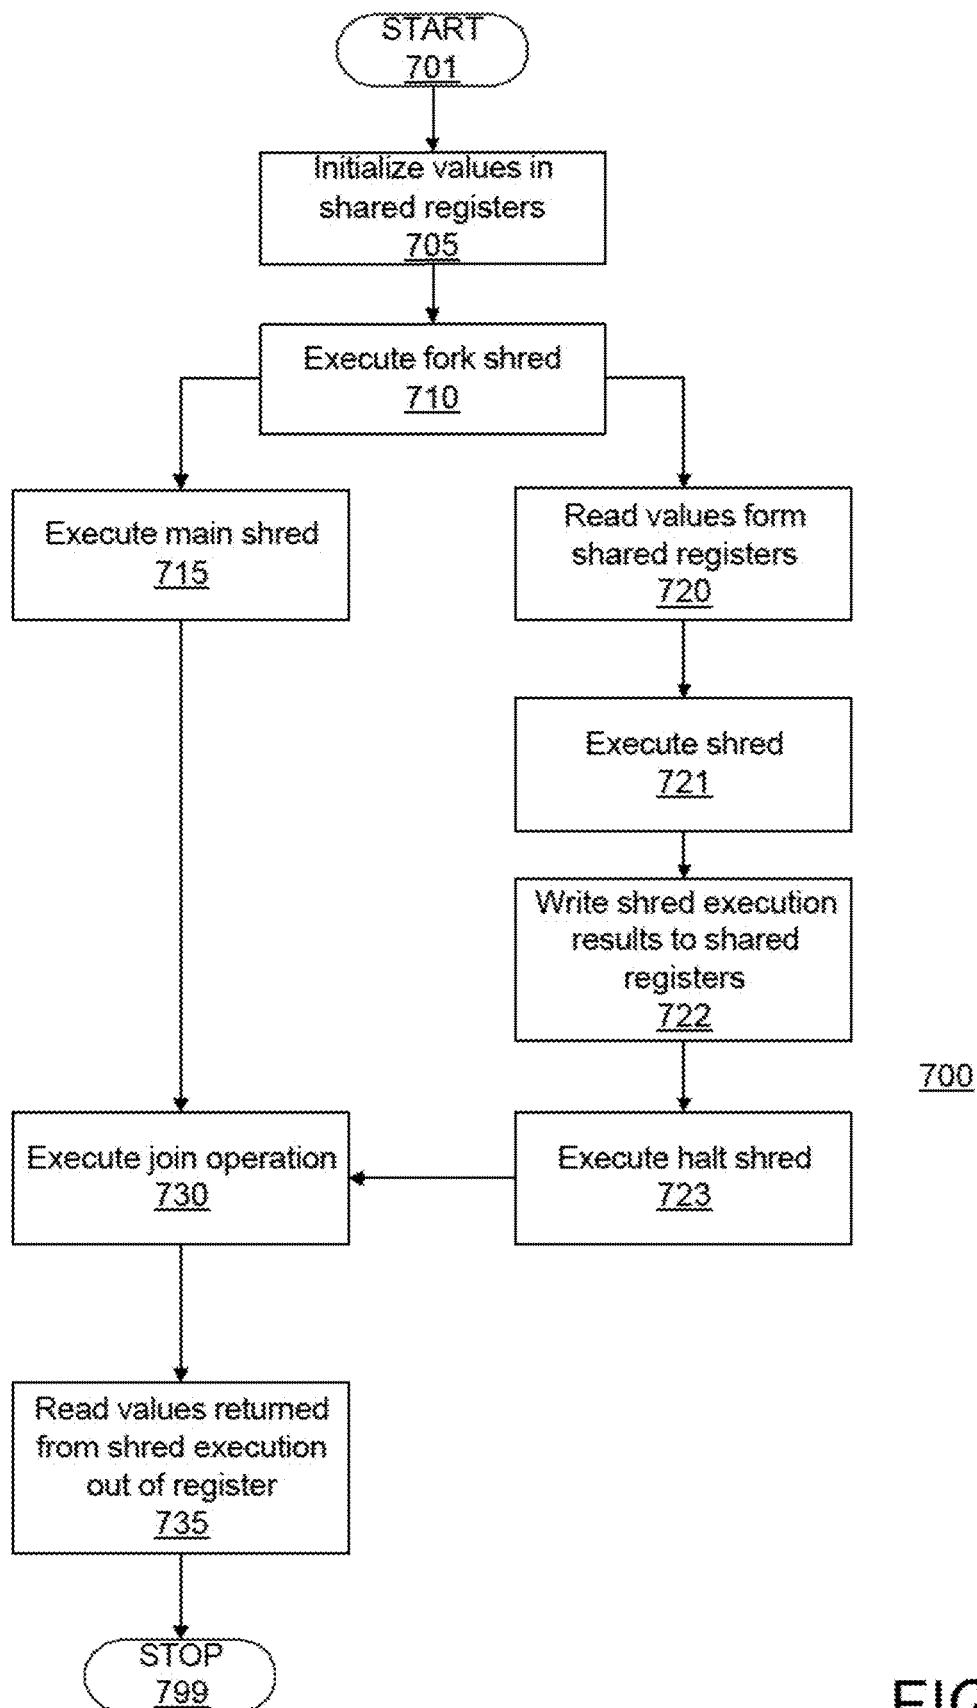 START
701
Initialize values in
shared registers
705
Execute fork shred
710
Execute main shred
715
Read values form
shared registers
720
Execute shred
721
Write shred execution
results to shared
registers
722
700
Execute join operation
730
Execute halt shred
723
Read values returned
from shred execution
out of register
735
STOP
799
FIG